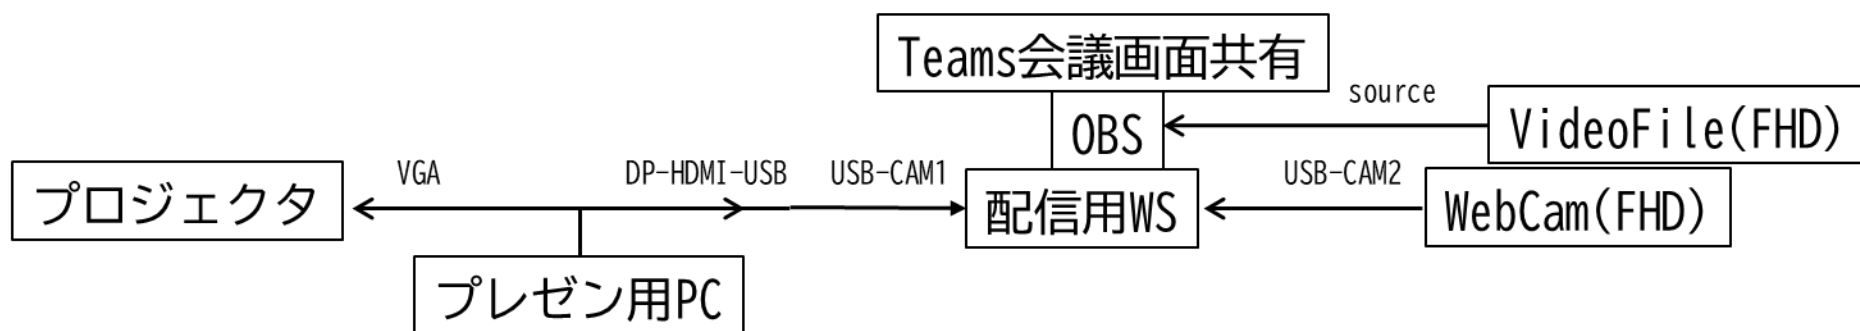 Teams会議画面共有
source
OBS
VideoFile(FHD)
VGA
DP-HDMI-USB
USB-CAM1
USB-CAM2
プロジェクタ
配信用WS
WebCam(FHD)
プレゼン用PC